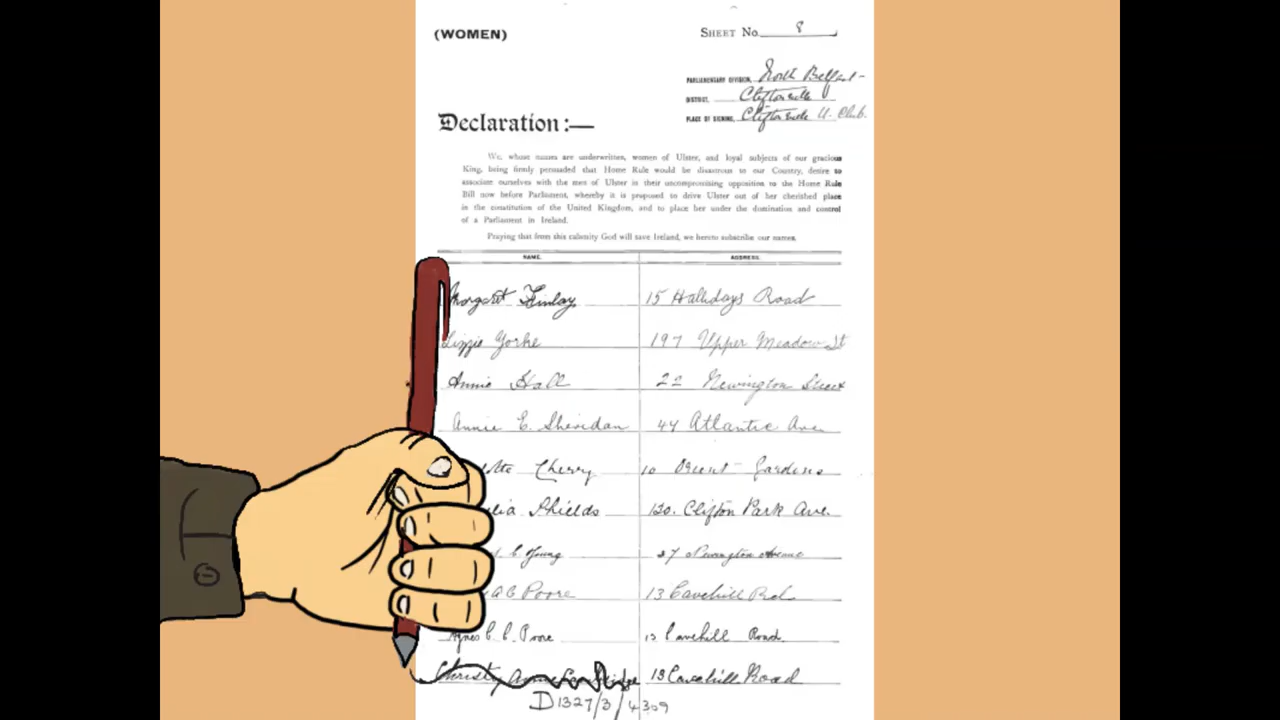 (WOMEN)
SHEET No. 8
PARLIAMENTARY DIVISION, North Belfast
DISTRICT, Cliftonville
PLACE OF SIGNING, Cliftonville U. Club.
Declaration :—
We, whose names are underwritten, women of Ulster, and loyal subjects of our gracious
King, being firmly persuaded that Home Rule would be disastrous to our Country, desire to
associate ourselves with the men of Ulster in their uncompromising opposition to the Home Rule
Bill now before Parliament, whereby it is proposed to drive Ulster out of her cherished place
in the constitution of the United Kingdom, and to place her under the domination and control
of a Parliament in Ireland.
Praying that from this calamity God will save Ireland, we hereto subscribe our names.
NAME. ADDRESS.
Margaret Finlay 15 Hallidays Road
Lizzie Yorke 197 Upper Meadow St
Annie Hall 22 Newington Street
Annie E. Sheridan 44 Atlantic Ave
Cherry 10 Orient Gardens
Shields 130. Clifton Park Ave.
Young 27 Newington Avenue
Poore 13 Cavehill Rd
Agnes C. C. Poore 13 Cavehill Road
13 Cavehill Road
D1327/3/4309